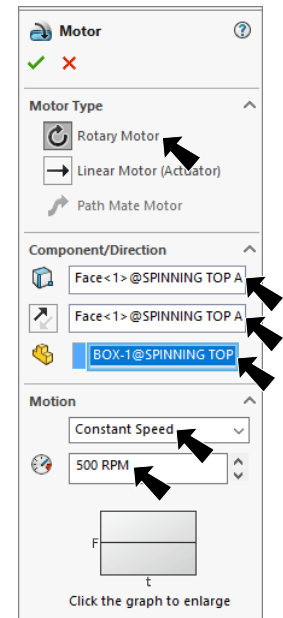 Motor
Motor Type
Rotary Motor
Linear Motor (Actuator)
Path Mate Motor
Component/Direction
Face<1>@SPINNING TOP A
Face<1>@SPINNING TOP A
BOX-1@SPINNING TOP
Motion
Constant Speed
500 RPM
F
t
Click the graph to enlarge